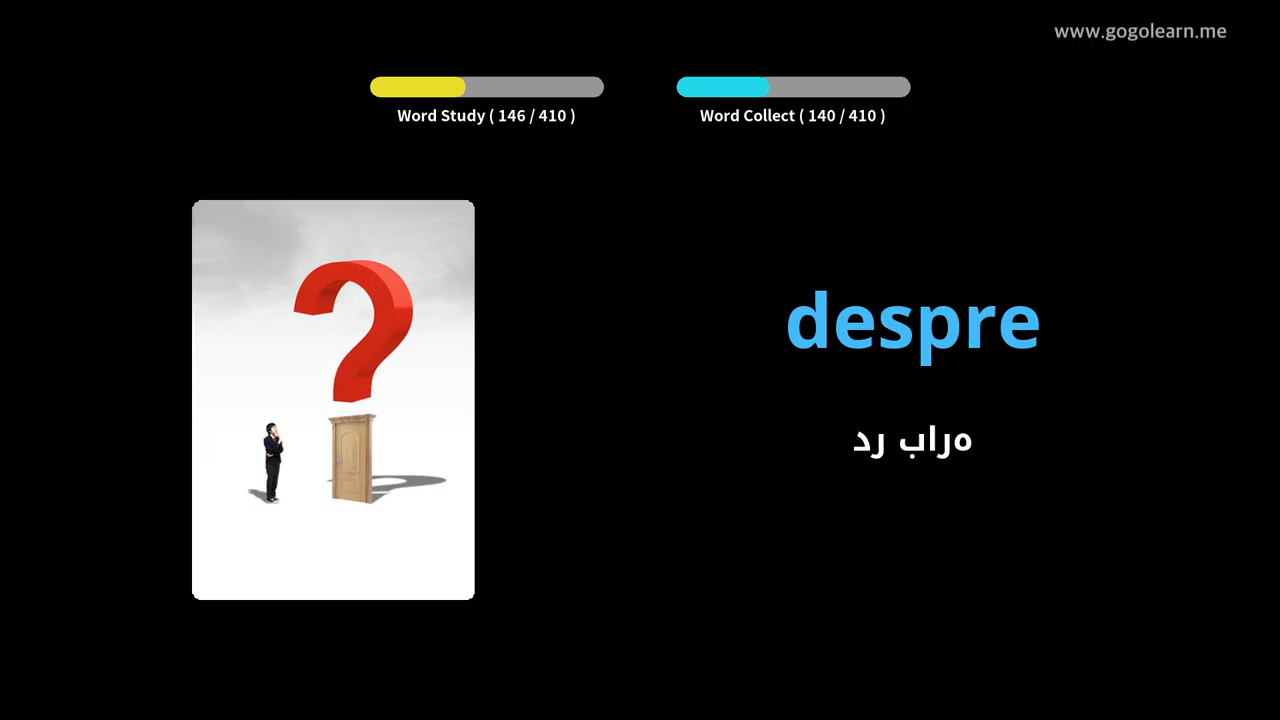 www.gogolearn.me
Word Study ( 146 / 410 )
Word Collect ( 140 / 410 )
despre
هراب رد